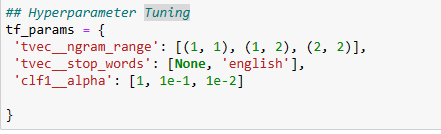 ## Hyperparameter Tuning
tf_params = {
 'tvec__ngram_range': [(1, 1), (1, 2), (2, 2)],
 'tvec__stop_words': [None, 'english'],
 'clf1__alpha': [1, 1e-1, 1e-2]
}